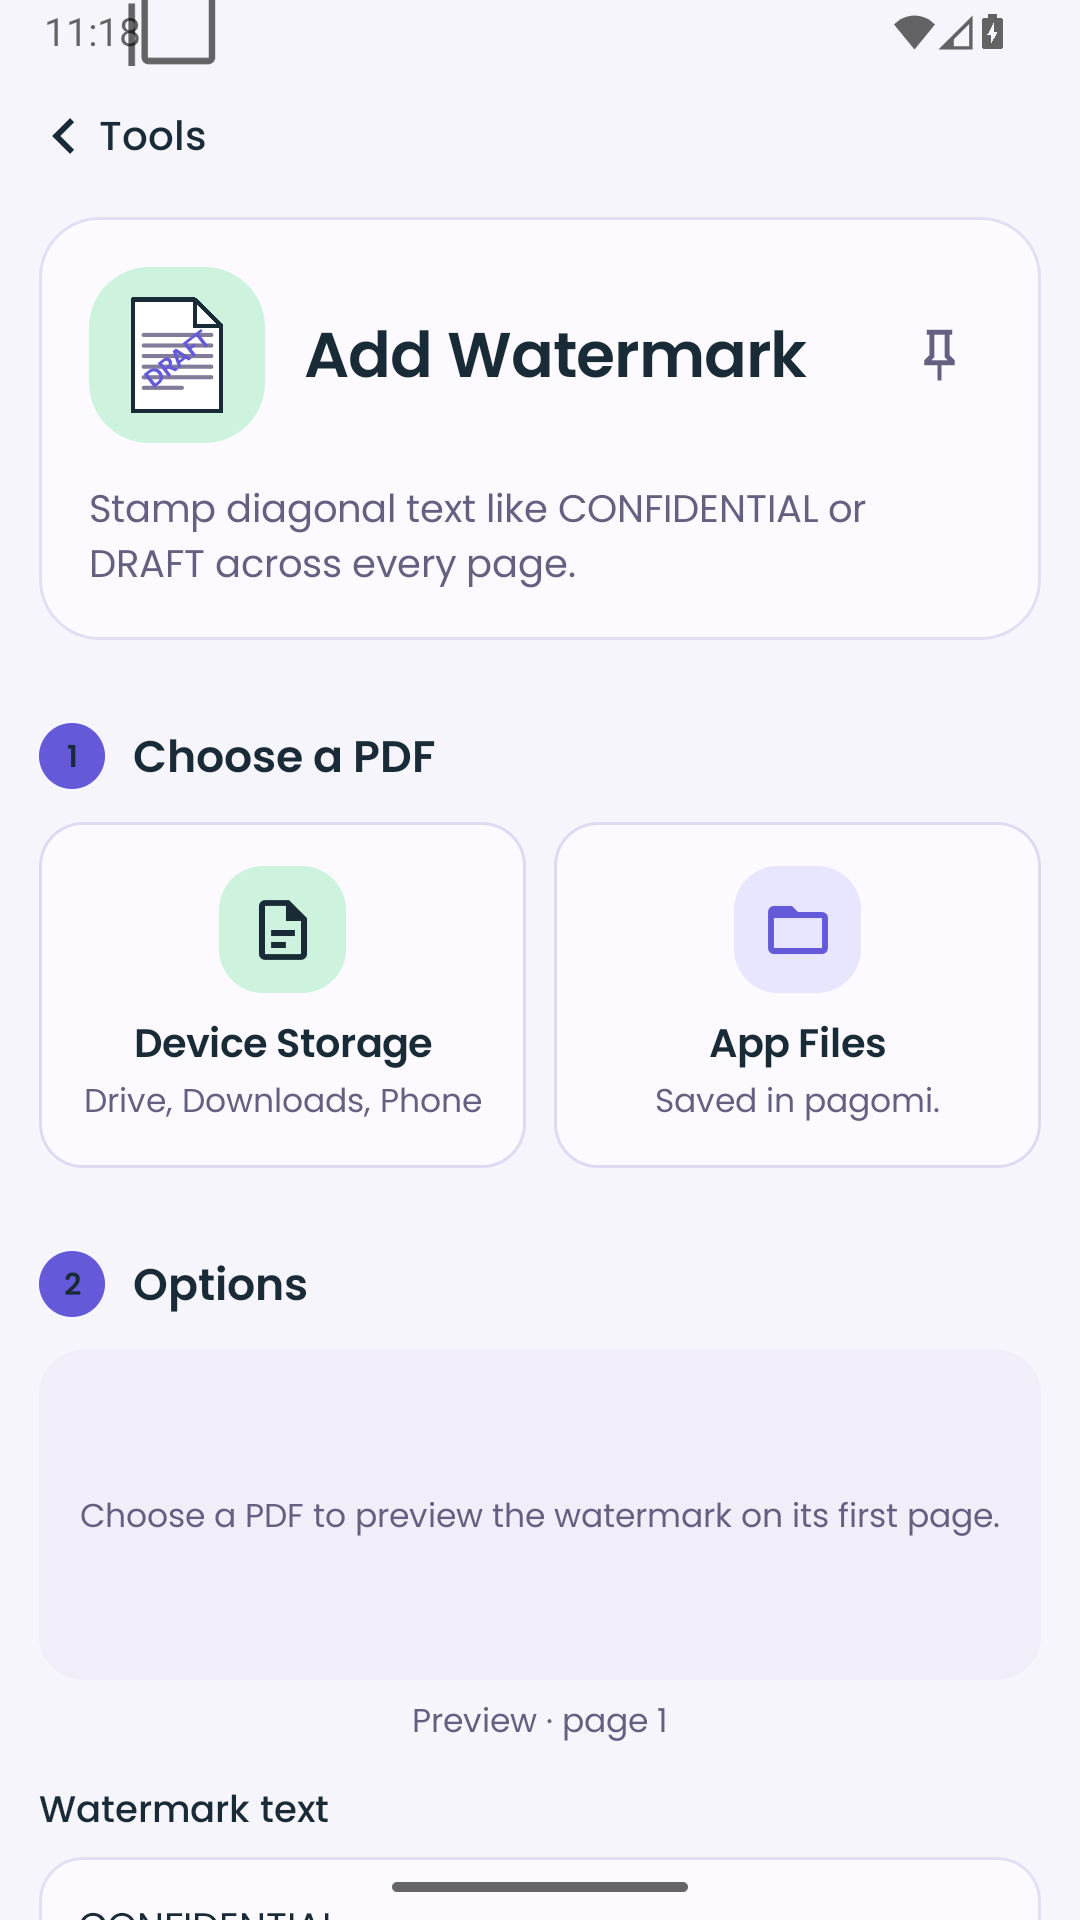 11:18
Tools
DRAFT
Add Watermark
Stamp diagonal text like CONFIDENTIAL or
DRAFT across every page.
1
Choose a PDF
Device Storage
Drive, Downloads, Phone
App Files
Saved in pagomi.
2
Options
Choose a PDF to preview the watermark on its first page.
Preview · page 1
Watermark text
CONFIDENTIAL